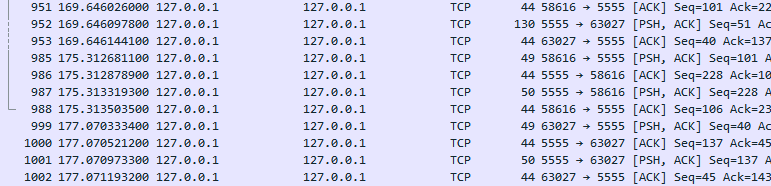 951 169.646026000 127.0.0.1 127.0.0.1 TCP 44 58616 → 5555 [ACK] Seq=101 Ack=22
952 169.646097800 127.0.0.1 127.0.0.1 TCP 130 5555 → 63027 [PSH, ACK] Seq=51 Ac
953 169.646144100 127.0.0.1 127.0.0.1 TCP 44 63027 → 5555 [ACK] Seq=40 Ack=137
985 175.312681100 127.0.0.1 127.0.0.1 TCP 49 58616 → 5555 [PSH, ACK] Seq=101 A
986 175.312878900 127.0.0.1 127.0.0.1 TCP 44 5555 → 58616 [ACK] Seq=228 Ack=10
987 175.313319300 127.0.0.1 127.0.0.1 TCP 50 5555 → 58616 [PSH, ACK] Seq=228 A
988 175.313503500 127.0.0.1 127.0.0.1 TCP 44 58616 → 5555 [ACK] Seq=106 Ack=23
999 177.070333400 127.0.0.1 127.0.0.1 TCP 49 63027 → 5555 [PSH, ACK] Seq=40 Ac
1000 177.070521200 127.0.0.1 127.0.0.1 TCP 44 5555 → 63027 [ACK] Seq=137 Ack=45
1001 177.070973300 127.0.0.1 127.0.0.1 TCP 50 5555 → 63027 [PSH, ACK] Seq=137 A
1002 177.071193200 127.0.0.1 127.0.0.1 TCP 44 63027 → 5555 [ACK] Seq=45 Ack=143